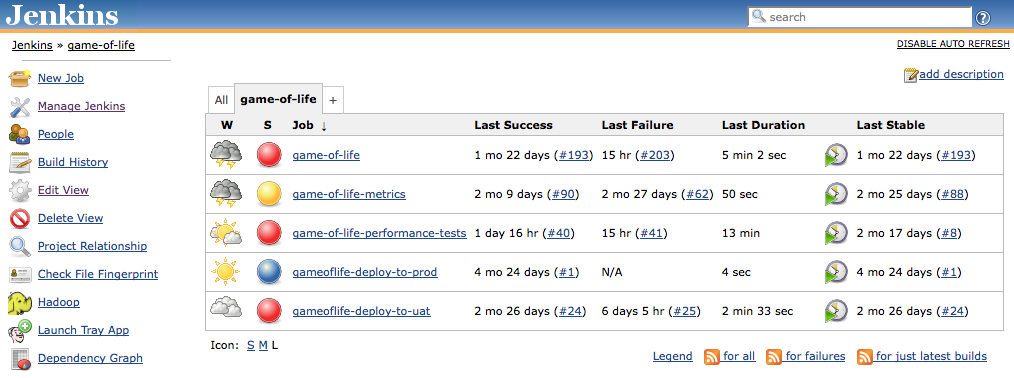 Jenkins
search
Jenkins » game-of-life
DISABLE AUTO REFRESH
add description
New Job
Manage Jenkins
People
Build History
Edit View
Delete View
Project Relationship
Check File Fingerprint
Hadoop
Launch Tray App
Dependency Graph
All game-of-life +
W S Job ↓ Last Success Last Failure Last Duration Last Stable
game-of-life 1 mo 22 days (#193) 15 hr (#203) 5 min 2 sec 1 mo 22 days (#193)
game-of-life-metrics 2 mo 9 days (#90) 2 mo 27 days (#62) 50 sec 2 mo 25 days (#88)
game-of-life-performance-tests 1 day 16 hr (#40) 15 hr (#41) 13 min 2 mo 17 days (#8)
gameoflife-deploy-to-prod 4 mo 24 days (#1) N/A 4 sec 4 mo 24 days (#1)
gameoflife-deploy-to-uat 2 mo 26 days (#24) 6 days 5 hr (#25) 2 min 33 sec 2 mo 26 days (#24)
Icon: S M L
Legend for all for failures for just latest builds